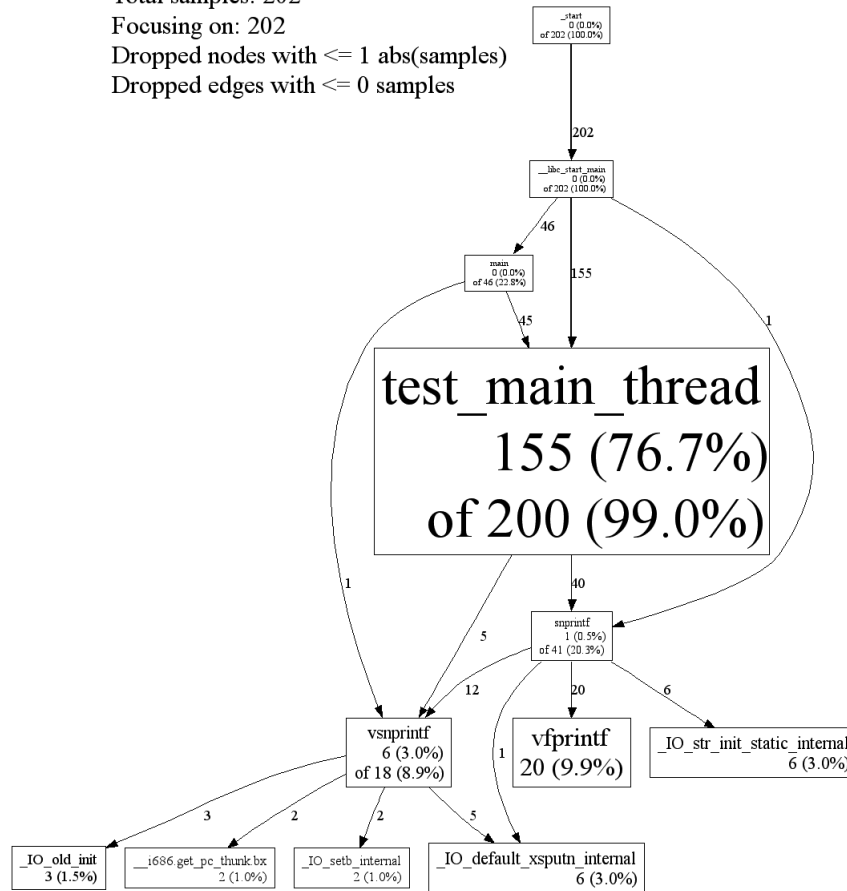 Total samples: 202
Focusing on: 202
Dropped nodes with <= 1 abs(samples)
Dropped edges with <= 0 samples
_start
0 (0.0%)
of 202 (100.0%)
202
__libc_start_main
0 (0.0%)
of 202 (100.0%)
46
155
1
main
0 (0.0%)
of 46 (22.8%)
45
test_main_thread
155 (76.7%)
of 200 (99.0%)
1
5
40
snprintf
1 (0.5%)
of 41 (20.3%)
12
1
20
6
vsnprintf
6 (3.0%)
of 18 (8.9%)
vfprintf
20 (9.9%)
_IO_str_init_static_internal
6 (3.0%)
3
2
2
5
_IO_old_init
3 (1.5%)
__i686.get_pc_thunk.bx
2 (1.0%)
_IO_setb_internal
2 (1.0%)
_IO_default_xsputn_internal
6 (3.0%)